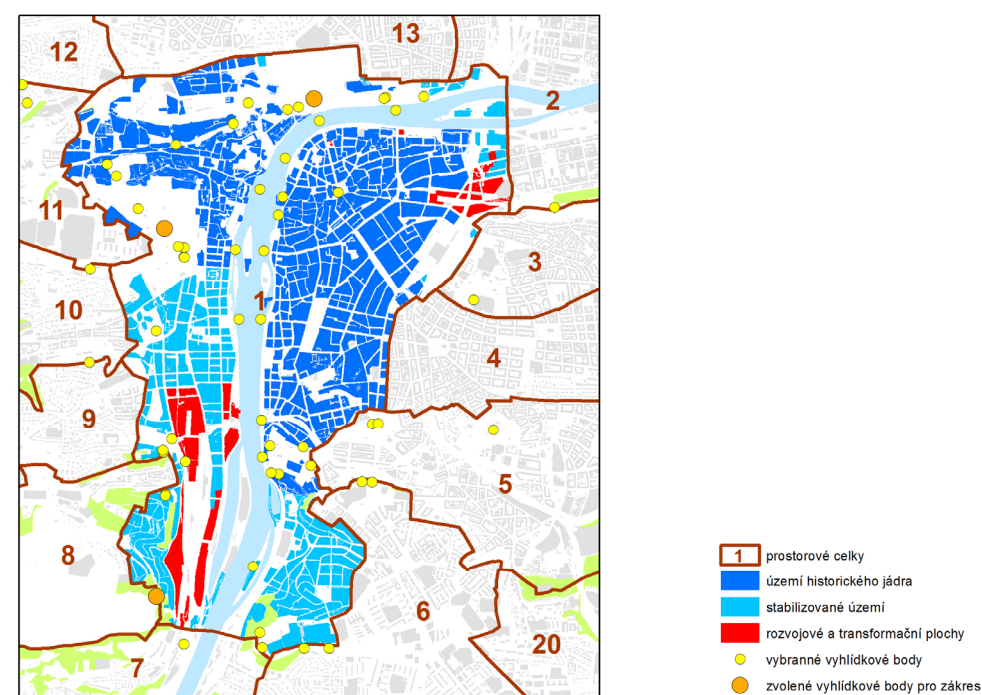 12
13
2
11
3
10
1
4
9
5
8
6
7
20
1 prostorové celky
území historického jádra
stabilizované území
rozvojové a transformační plochy
vybranné vyhlídkové body
zvolené vyhlídkové body pro zákres